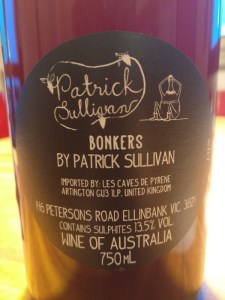 Patrick
Sullivan
BONKERS
BY PATRICK SULLIVAN
IMPORTED BY: LES CAVES DE PYRENE
ARTINGTON GU3 1LP. UNITED KINGDOM
PETERSONS ROAD ELLINBANK VIC. 3821
CONTAINS SULPHITES 13.5% VOL.
WINE OF AUSTRALIA
750ML